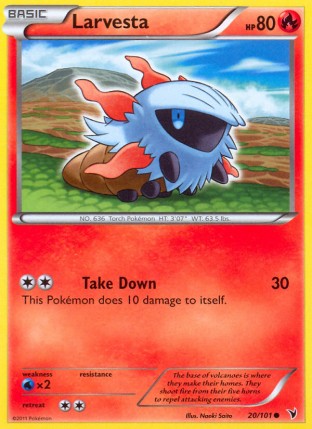 BASIC
Larvesta
HP80
NO. 636 Torch Pokémon HT. 3'07" WT. 63.5 lbs.
Take Down 30
This Pokémon does 10 damage to itself.
weakness resistance
×2
retreat
The base of volcanoes is where
they make their homes. They
shoot fire from their five horns
to repel attacking enemies.
©2011 Pokémon
Illus. Naoki Saito 20/101